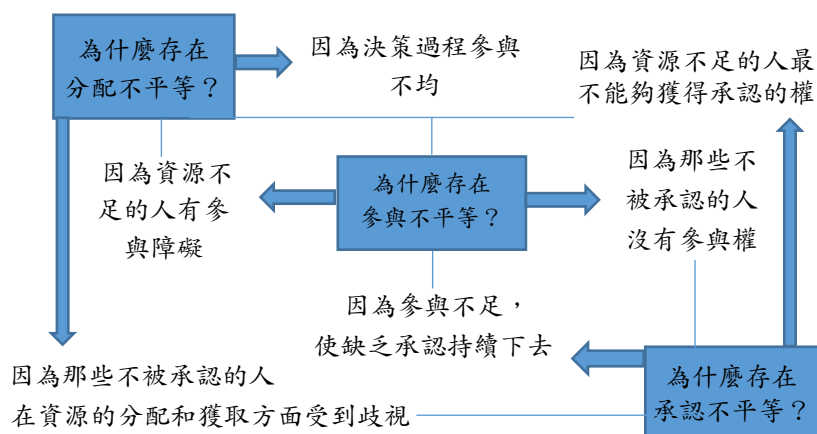 為什麼存在
分配不平等？
因為決策過程參與
不均
因為資源不足的人最
不能夠獲得承認的權
因為資源不
足的人有參
與障礙
為什麼存在
參與不平等？
因為那些不
被承認的人
沒有參與權
因為參與不足，
使缺乏承認持續下去
因為那些不被承認的人
在資源的分配和獲取方面受到歧視
為什麼存在
承認不平等？